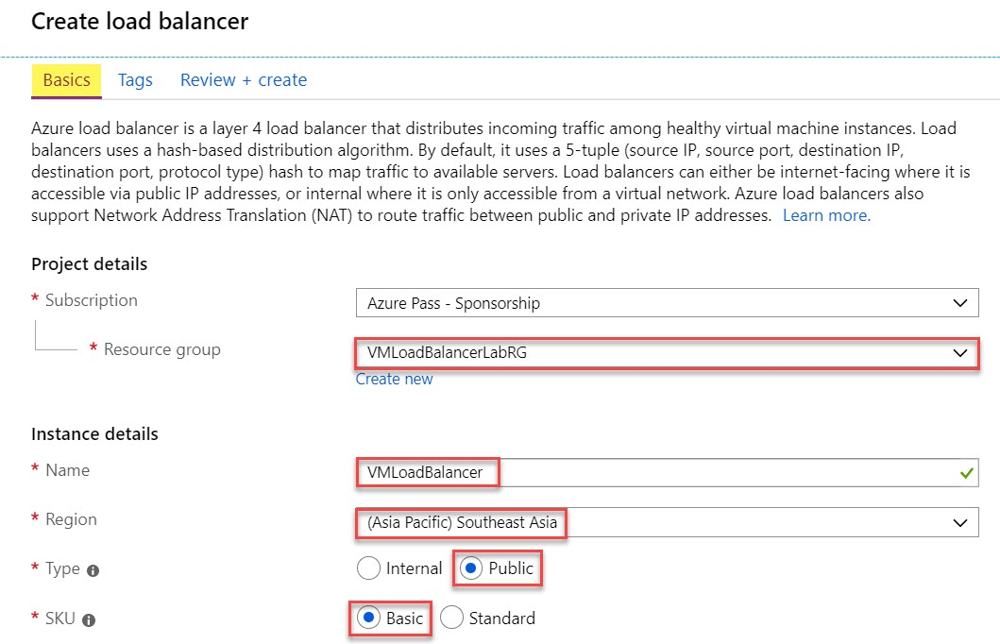 Create load balancer
Basics Tags Review + create
Azure load balancer is a layer 4 load balancer that distributes incoming traffic among healthy virtual machine instances. Load
balancers uses a hash-based distribution algorithm. By default, it uses a 5-tuple (source IP, source port, destination IP,
destination port, protocol type) hash to map traffic to available servers. Load balancers can either be internet-facing where it is
accessible via public IP addresses, or internal where it is only accessible from a virtual network. Azure load balancers also
support Network Address Translation (NAT) to route traffic between public and private IP addresses. Learn more.
Project details
* Subscription Azure Pass - Sponsorship
* Resource group VMLoadBalancerLabRG
Create new
Instance details
* Name VMLoadBalancer
* Region (Asia Pacific) Southeast Asia
* Type Internal Public
* SKU Basic Standard